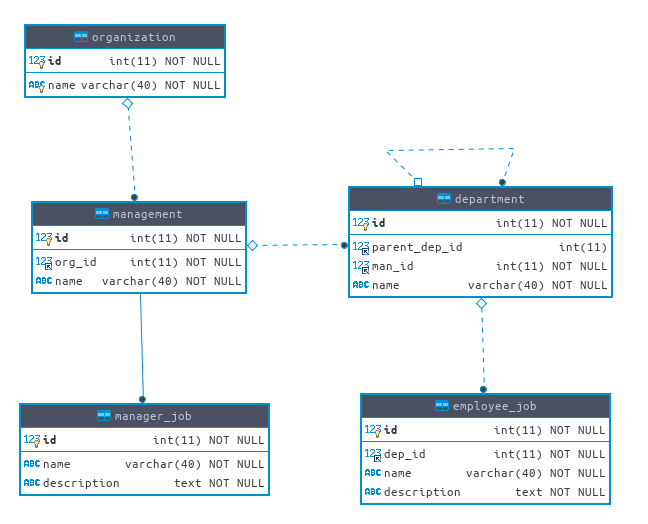 organization
123 id int(11) NOT NULL
ABC name varchar(40) NOT NULL
management
123 id int(11) NOT NULL
123 org_id int(11) NOT NULL
ABC name varchar(40) NOT NULL
department
123 id int(11) NOT NULL
123 parent_dep_id int(11)
123 man_id int(11) NOT NULL
ABC name varchar(40) NOT NULL
manager_job
123 id int(11) NOT NULL
ABC name varchar(40) NOT NULL
ABC description text NOT NULL
employee_job
123 id int(11) NOT NULL
123 dep_id int(11) NOT NULL
ABC name varchar(40) NOT NULL
ABC description text NOT NULL